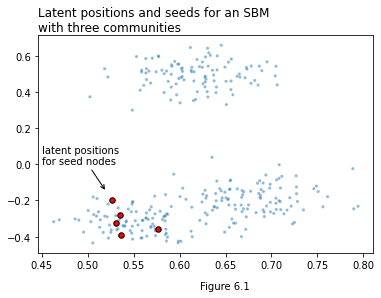 Latent positions and seeds for an SBM
with three communities
0.6
0.4
0.2
latent positions
for seed nodes
0.0
−0.2
−0.4
0.45 0.50 0.55 0.60 0.65 0.70 0.75 0.80
Figure 6.1